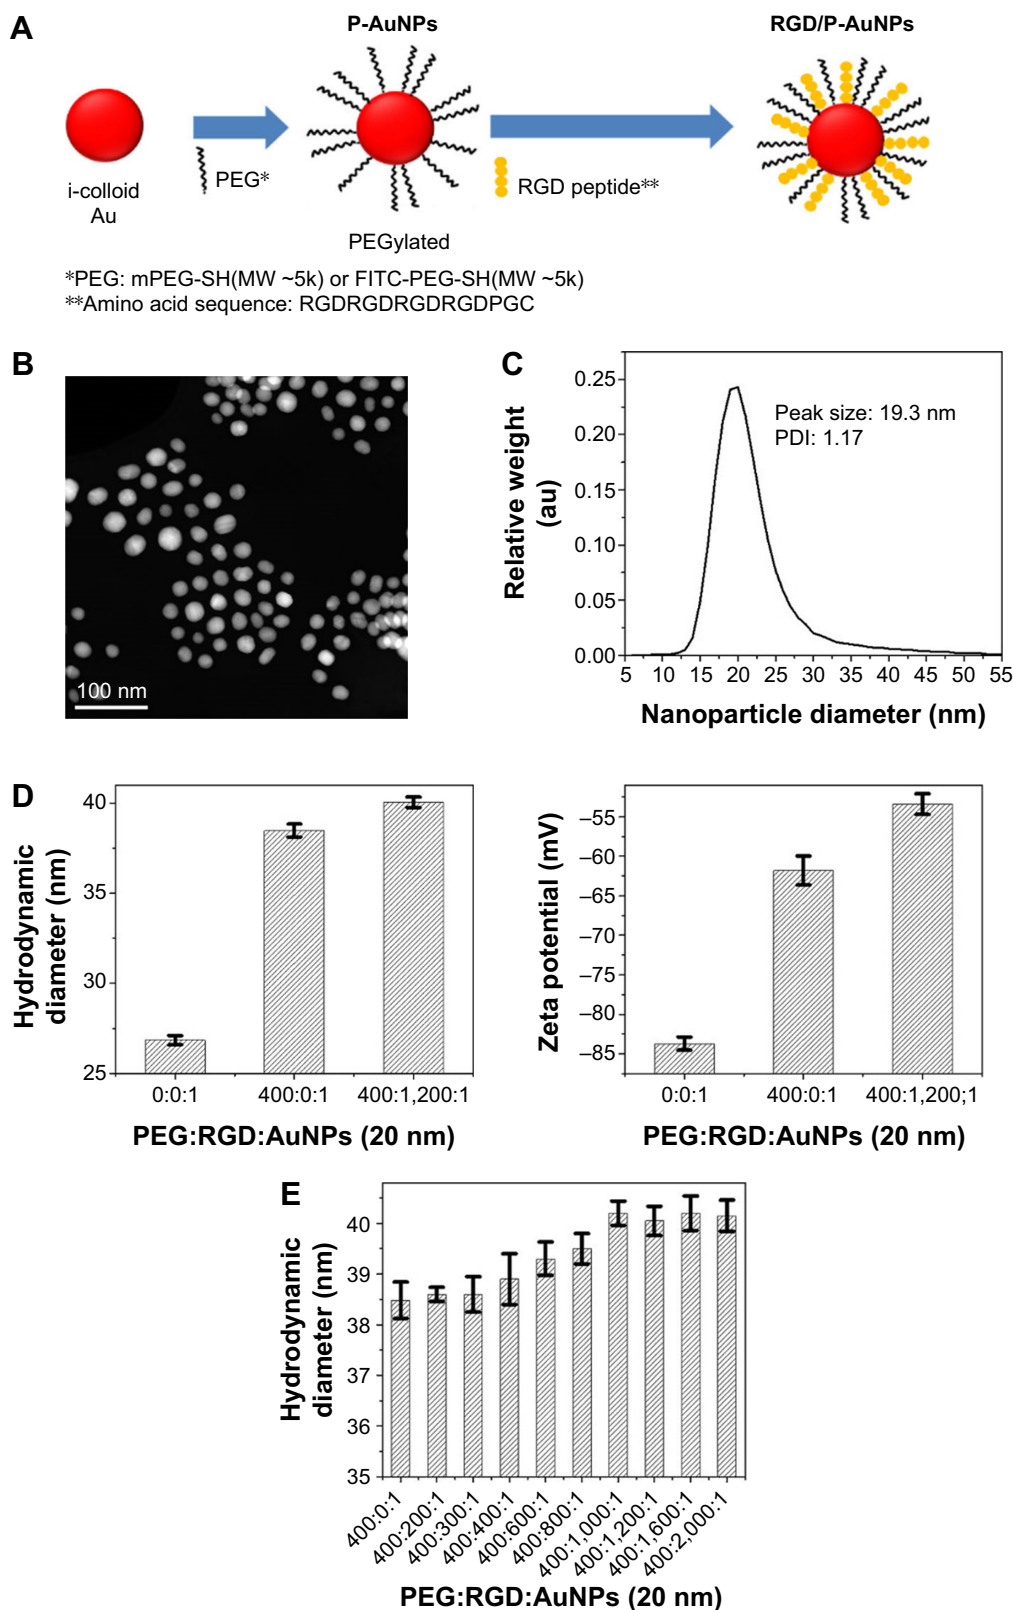 A
P-AuNPs
RGD/P-AuNPs
i-colloid
Au
PEG*
RGD peptide**
PEGylated
*PEG: mPEG-SH(MW ~5k) or FITC-PEG-SH(MW ~5k)
**Amino acid sequence: RGDRGDRGDRGDPGC
B
100 nm
C
Relative weight
(au)
0.25
0.20
0.15
0.10
0.05
0.00
Peak size: 19.3 nm
PDI: 1.17
5 10 15 20 25 30 35 40 45 50 55
Nanoparticle diameter (nm)
D
Hydrodynamic
diameter (nm)
40
35
30
25
0:0:1 400:0:1 400:1,200:1
PEG:RGD:AuNPs (20 nm)
Zeta potential (mV)
–55
–60
–65
–70
–75
–80
–85
0:0:1 400:0:1 400:1,200;1
PEG:RGD:AuNPs (20 nm)
E
Hydrodynamic
diameter (nm)
40
39
38
37
36
35
400:0:1
400:200:1
400:300:1
400:400:1
400:600:1
400:800:1
400:1,000:1
400:1,200:1
400:1,600:1
400:2,000:1
PEG:RGD:AuNPs (20 nm)